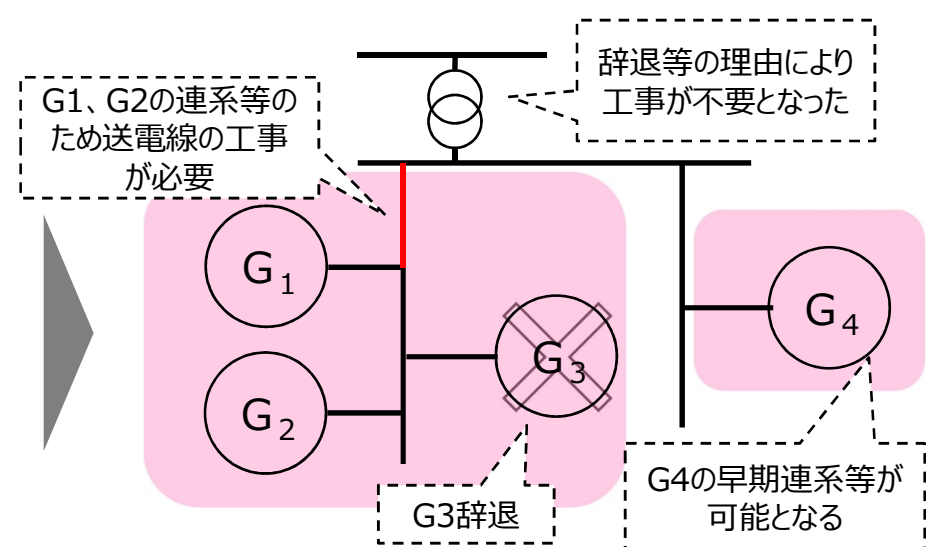 辞退等の理由により
工事が不要となった
G1、G2の連系等の
ため送電線の工事
が必要
G1
G2
G3
G4
G3辞退
G4の早期連系等が
可能となる